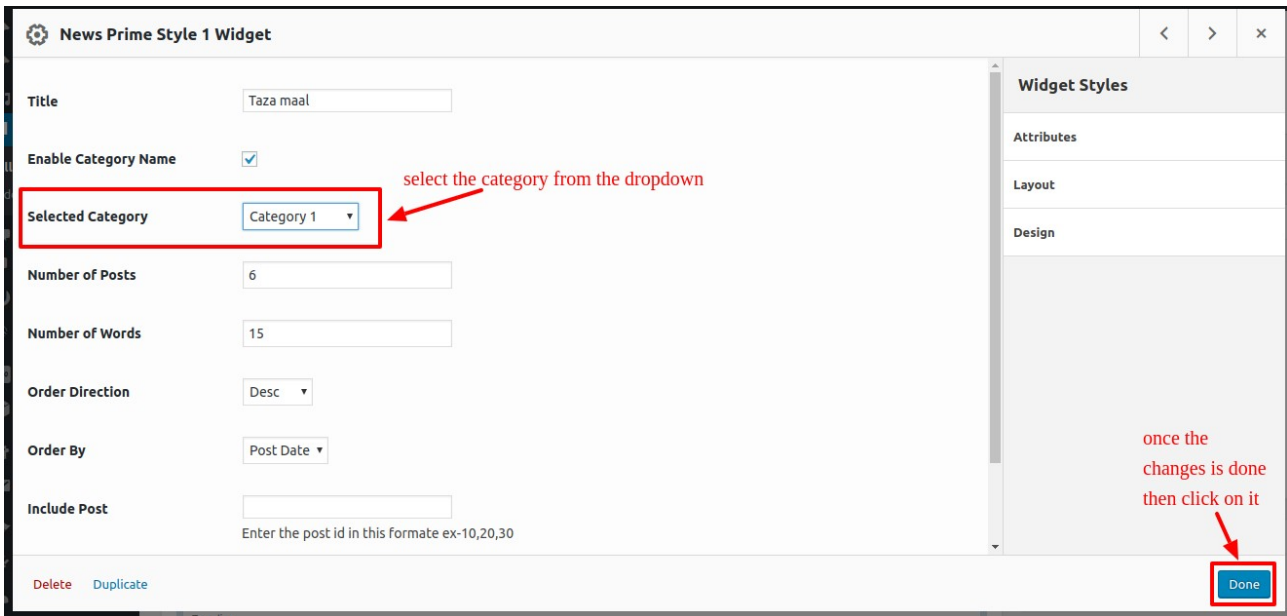 News Prime Style 1 Widget
Widget Styles
Title
Taza maal
Attributes
Enable Category Name
select the category from the dropdown
Layout
Selected Category
Category 1
Design
Number of Posts
6
Number of Words
15
Order Direction
Desc
Order By
Post Date
once the
changes is done
then click on it
Include Post
Enter the post id in this formate ex-10,20,30
Delete
Duplicate
Done